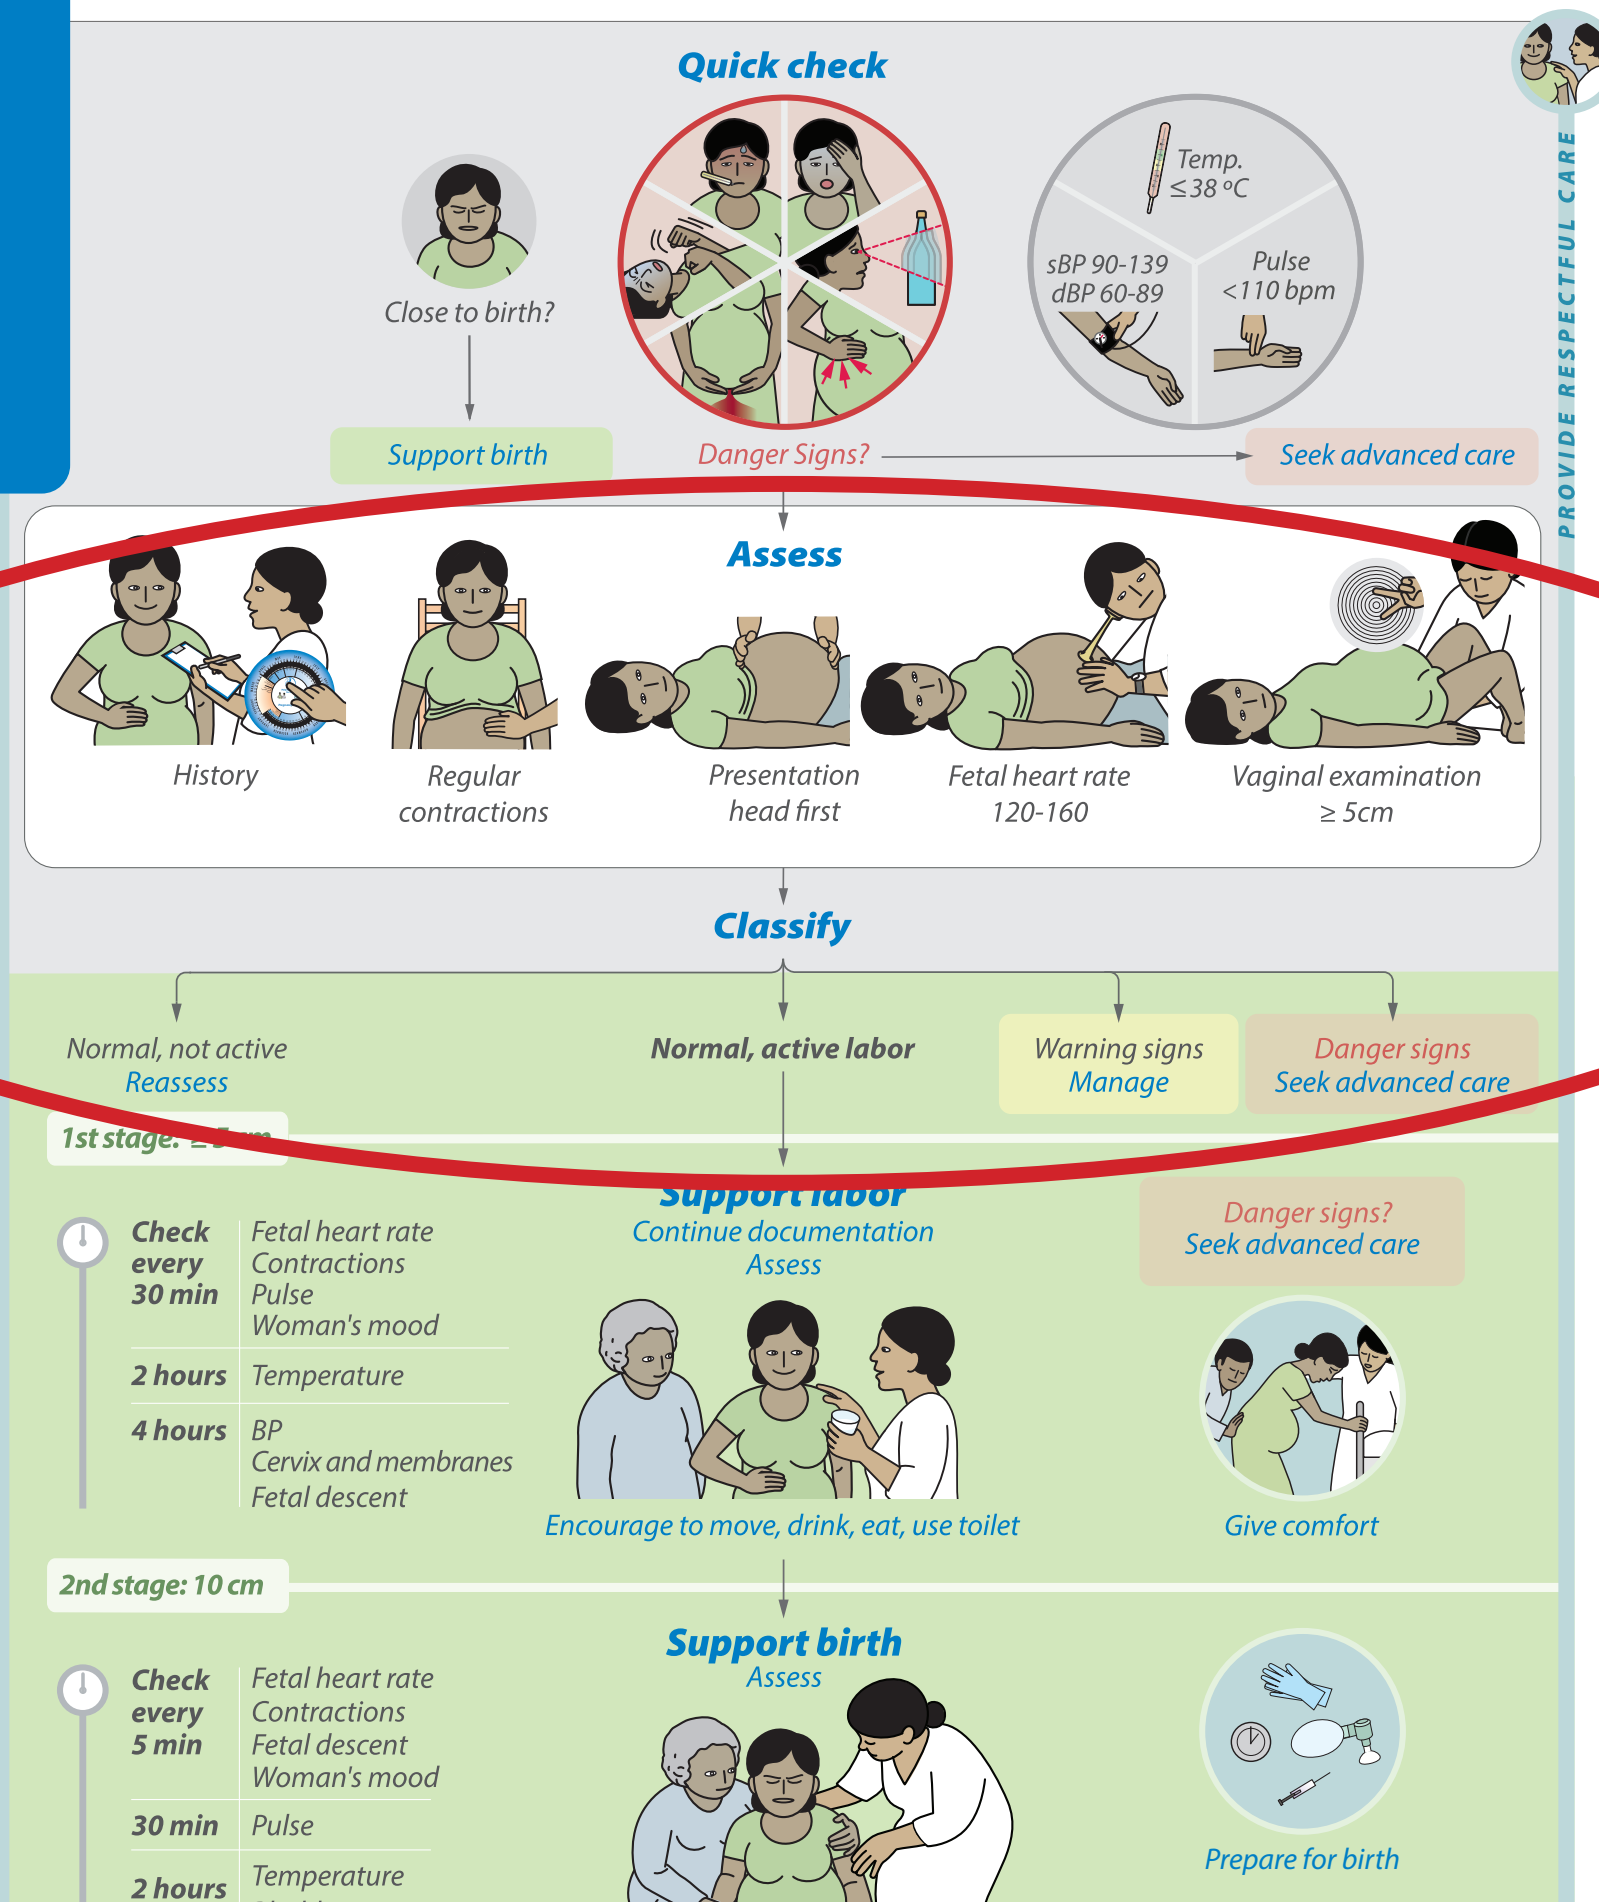 Quick check
Temp.
≤38 ºC
sBP 90-139
dBP 60-89
Pulse
<110 bpm
Close to birth?
Support birth
Danger Signs?
Seek advanced care
PROVIDE RESPECTFUL CARE
Assess
History
Regular
contractions
Presentation
head first
Fetal heart rate
120-160
Vaginal examination
≥ 5cm
Classify
Normal, not active
Reassess
Normal, active labor
Warning signs
Manage
Danger signs
Seek advanced care
1st stage: ≥ 5 cm
Support labor
Continue documentation
Assess
Danger signs?
Seek advanced care
Check
every
30 min
Fetal heart rate
Contractions
Pulse
Woman's mood
2 hours
Temperature
4 hours
BP
Cervix and membranes
Fetal descent
Encourage to move, drink, eat, use toilet
Give comfort
2nd stage: 10 cm
Support birth
Assess
Check
every
5 min
Fetal heart rate
Contractions
Fetal descent
Woman's mood
30 min
Pulse
2 hours
Temperature
Prepare for birth